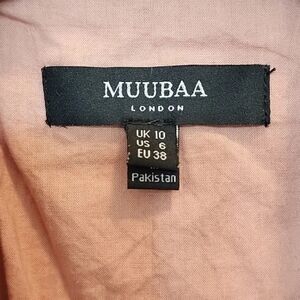 MUUBAA
LONDON
UK 10
US 6
EU 38
Pakistan